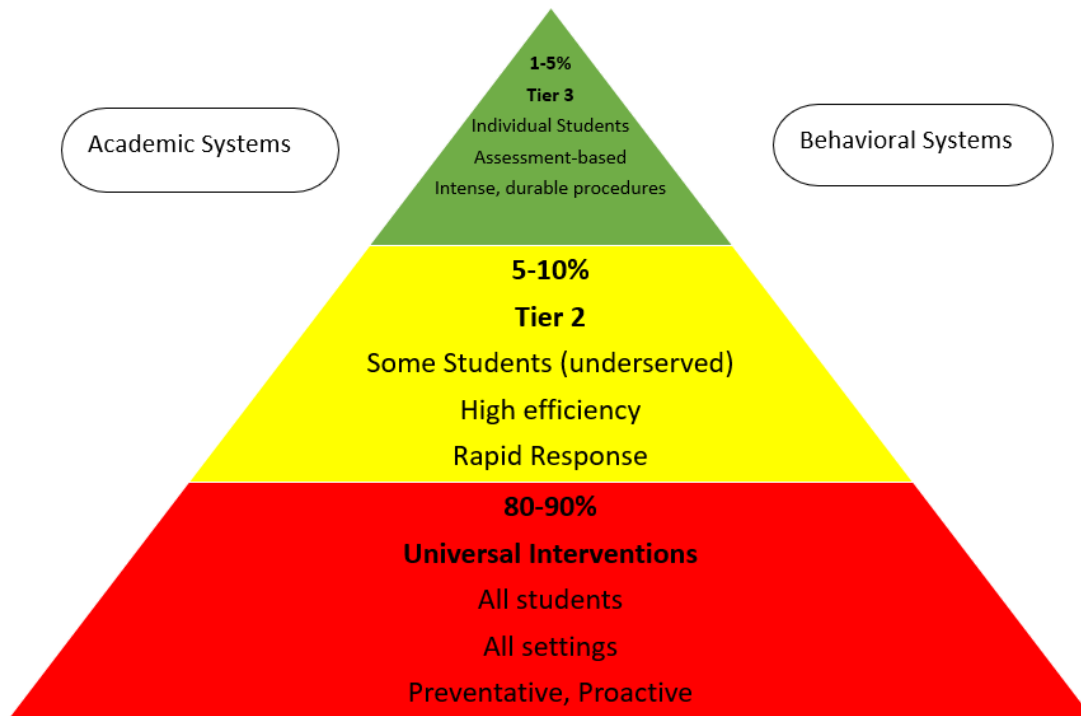 1-5%
Tier 3
Individual Students
Assessment-based
Intense, durable procedures
Academic Systems
Behavioral Systems
5-10%
Tier 2
Some Students (underserved)
High efficiency
Rapid Response
80-90%
Universal Interventions
All students
All settings
Preventative, Proactive